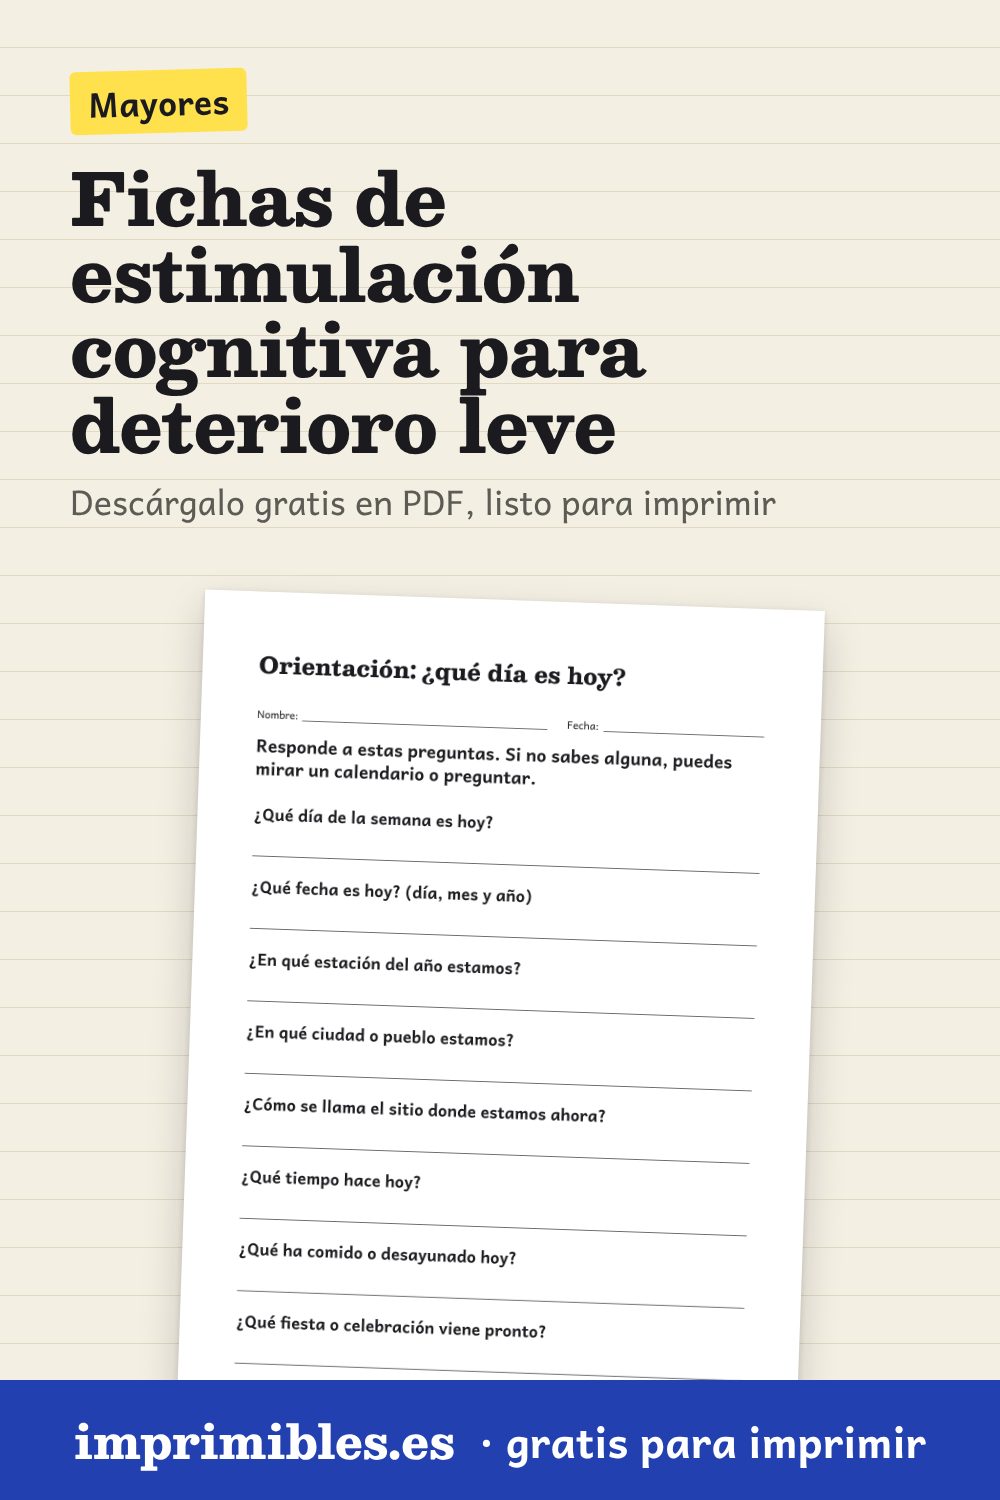 Mayores
Fichas de
estimulación
cognitiva para
deterioro leve
Descárgalo gratis en PDF, listo para imprimir
Orientación: ¿qué día es hoy?
Nombre: Fecha:
Responde a estas preguntas. Si no sabes alguna, puedes
mirar un calendario o preguntar.
¿Qué día de la semana es hoy?
¿Qué fecha es hoy? (día, mes y año)
¿En qué estación del año estamos?
¿En qué ciudad o pueblo estamos?
¿Cómo se llama el sitio donde estamos ahora?
¿Qué tiempo hace hoy?
¿Qué ha comido o desayunado hoy?
¿Qué fiesta o celebración viene pronto?
imprimibles.es · gratis para imprimir